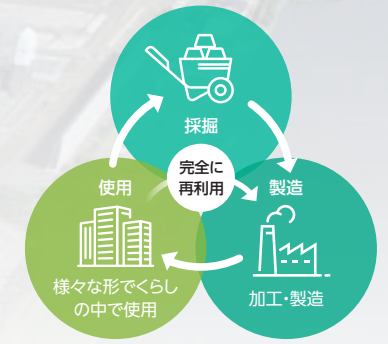 採掘
完全に
再利用
使用
製造
様々な形でくらし
の中で使用
加工・製造